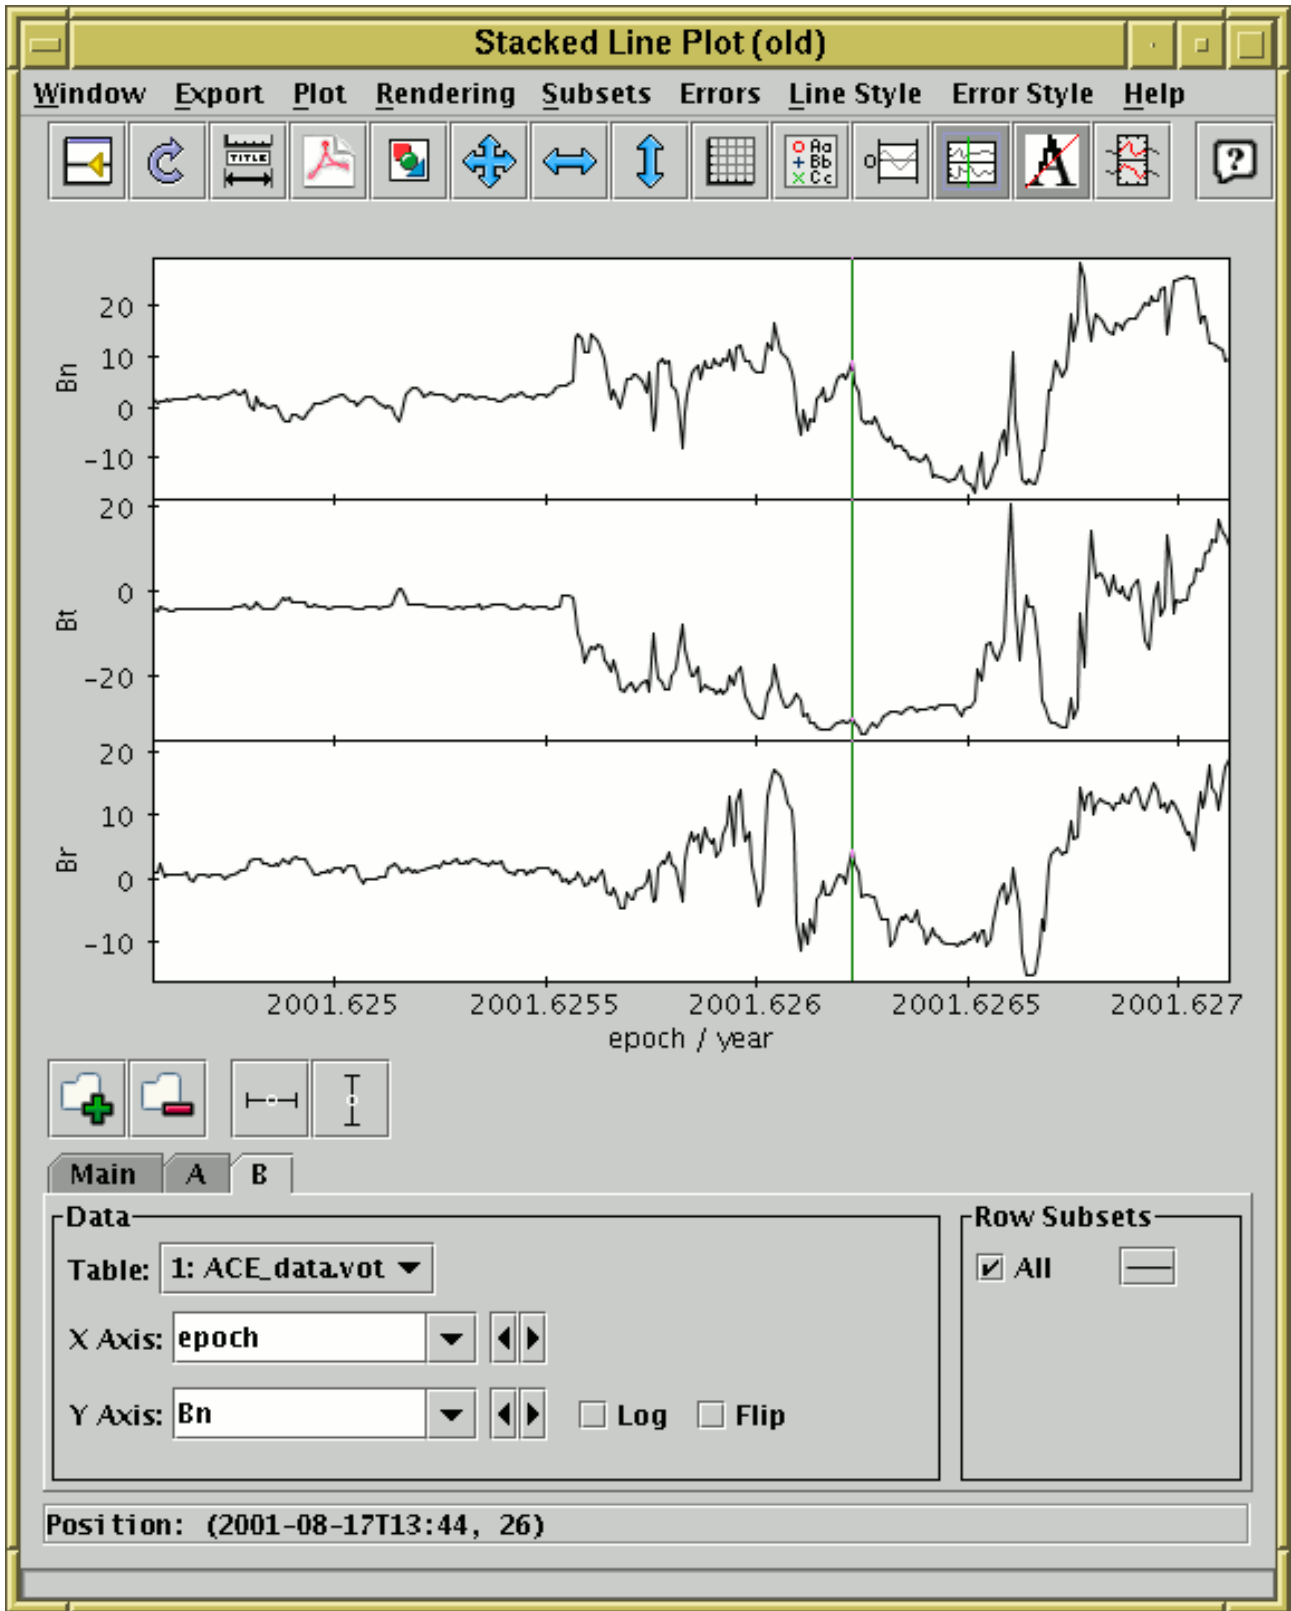 Stacked Line Plot (old)
Window Export Plot Rendering Subsets Errors Line Style Error Style Help
TITLE
Aa
Bb
Cc
A
?
20
10
0
-10
Bn
20
0
-20
Bt
20
10
0
-10
Br
2001.625 2001.6255 2001.626 2001.6265 2001.627
epoch / year
Main A B
Data
Table: 1: ACE_data.vot
X Axis: epoch
Y Axis: Bn Log Flip
Row Subsets
All
Position: (2001-08-17T13:44, 26)